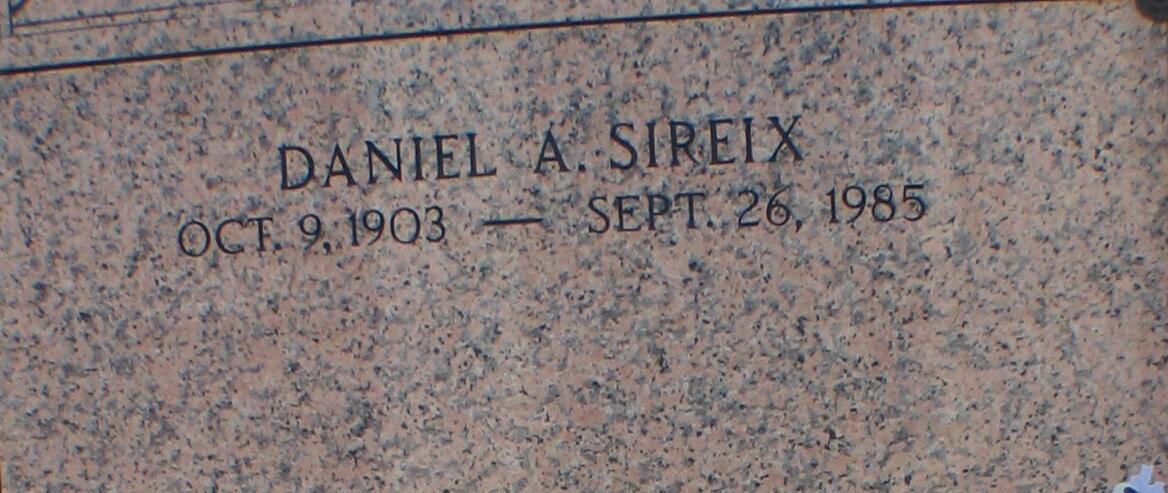 DANIEL A. SIREIX
OCT. 9, 1903 — SEPT. 26, 1985